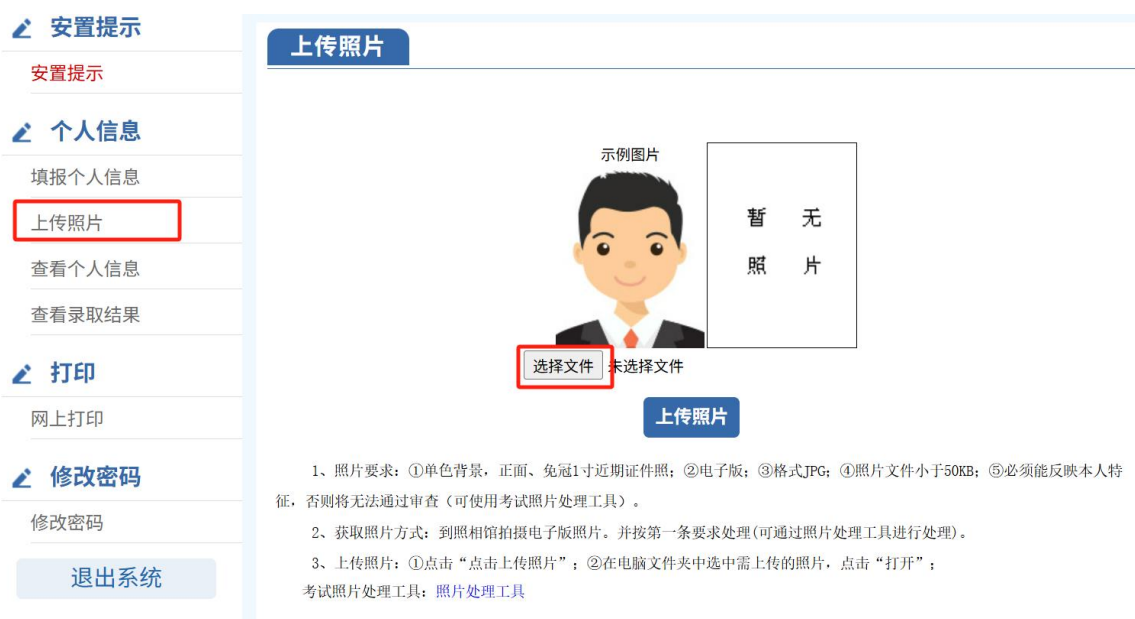 安置提示
安置提示
个人信息
填报个人信息
上传照片
查看个人信息
查看录取结果
打印
网上打印
修改密码
修改密码
退出系统
上传照片
示例图片
暂 无
照 片
选择文件 未选择文件
上传照片
1、照片要求：①单色背景，正面、免冠1寸近期证件照；②电子版；③格式JPG；④照片文件小于50KB；⑤必须能反映本人特
征，否则将无法通过审查（可使用考试照片处理工具）。
2、获取照片方式：到照相馆拍摄电子版照片。并按第一条要求处理(可通过照片处理工具进行处理)。
3、上传照片：①点击“点击上传照片”；②在电脑文件夹中选中需上传的照片，点击“打开”；
考试照片处理工具：照片处理工具